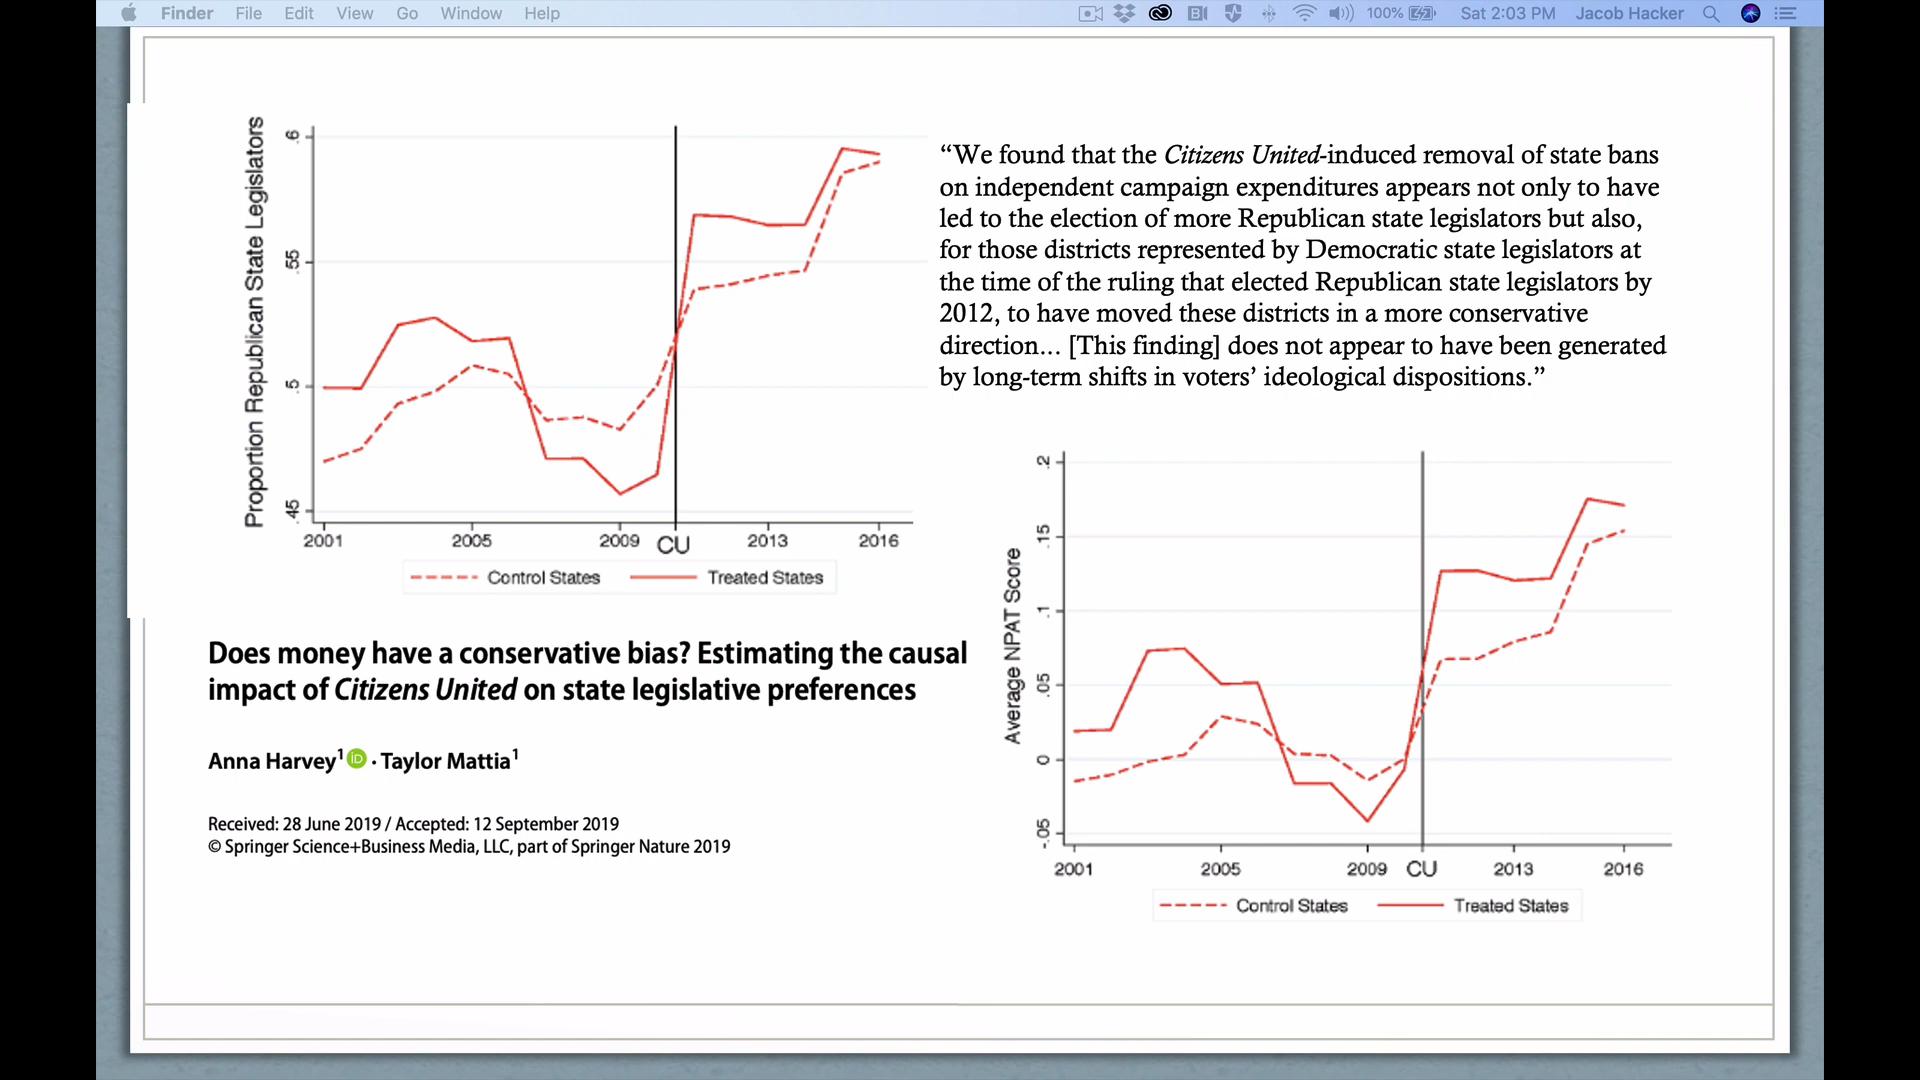 Finder File Edit View Go Window Help 100% Sat 2:03 PM Jacob Hacker
Proportion Republican State Legislators
.6
.55
.5
.45
2001 2005 2009 CU 2013 2016
Control States Treated States
“We found that the Citizens United-induced removal of state bans
on independent campaign expenditures appears not only to have
led to the election of more Republican state legislators but also,
for those districts represented by Democratic state legislators at
the time of the ruling that elected Republican state legislators by
2012, to have moved these districts in a more conservative
direction... [This finding] does not appear to have been generated
by long-term shifts in voters’ ideological dispositions.”
Does money have a conservative bias? Estimating the causal
impact of Citizens United on state legislative preferences
Anna Harvey1 iD · Taylor Mattia1
Received: 28 June 2019 / Accepted: 12 September 2019
© Springer Science+Business Media, LLC, part of Springer Nature 2019
Average NPAT Score
.2
.15
.1
.05
0
-.05
2001 2005 2009 CU 2013 2016
Control States Treated States